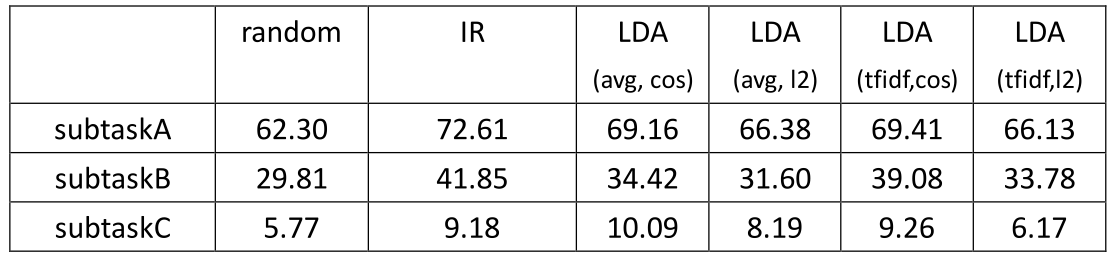 random IR LDA LDA LDA LDA
(avg, cos) (avg, l2) (tfidf,cos) (tfidf,l2)
subtaskA 62.30 72.61 69.16 66.38 69.41 66.13
subtaskB 29.81 41.85 34.42 31.60 39.08 33.78
subtaskC 5.77 9.18 10.09 8.19 9.26 6.17